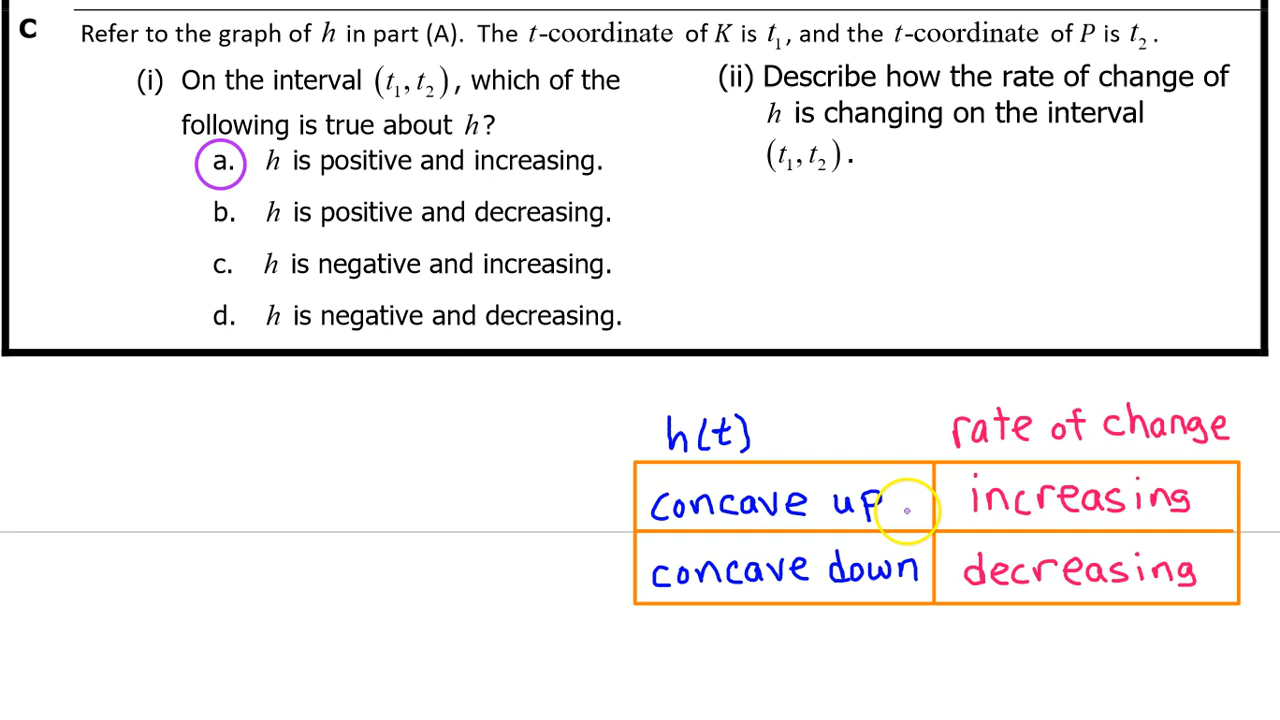 C Refer to the graph of h in part (A). The t-coordinate of K is t₁, and the t-coordinate of P is t₂.
(i) On the interval (t₁, t₂), which of the
following is true about h?
a. h is positive and increasing.
b. h is positive and decreasing.
c. h is negative and increasing.
d. h is negative and decreasing.
(ii) Describe how the rate of change of
h is changing on the interval
(t₁, t₂).
h(t) rate of change
concave up increasing
concave down decreasing